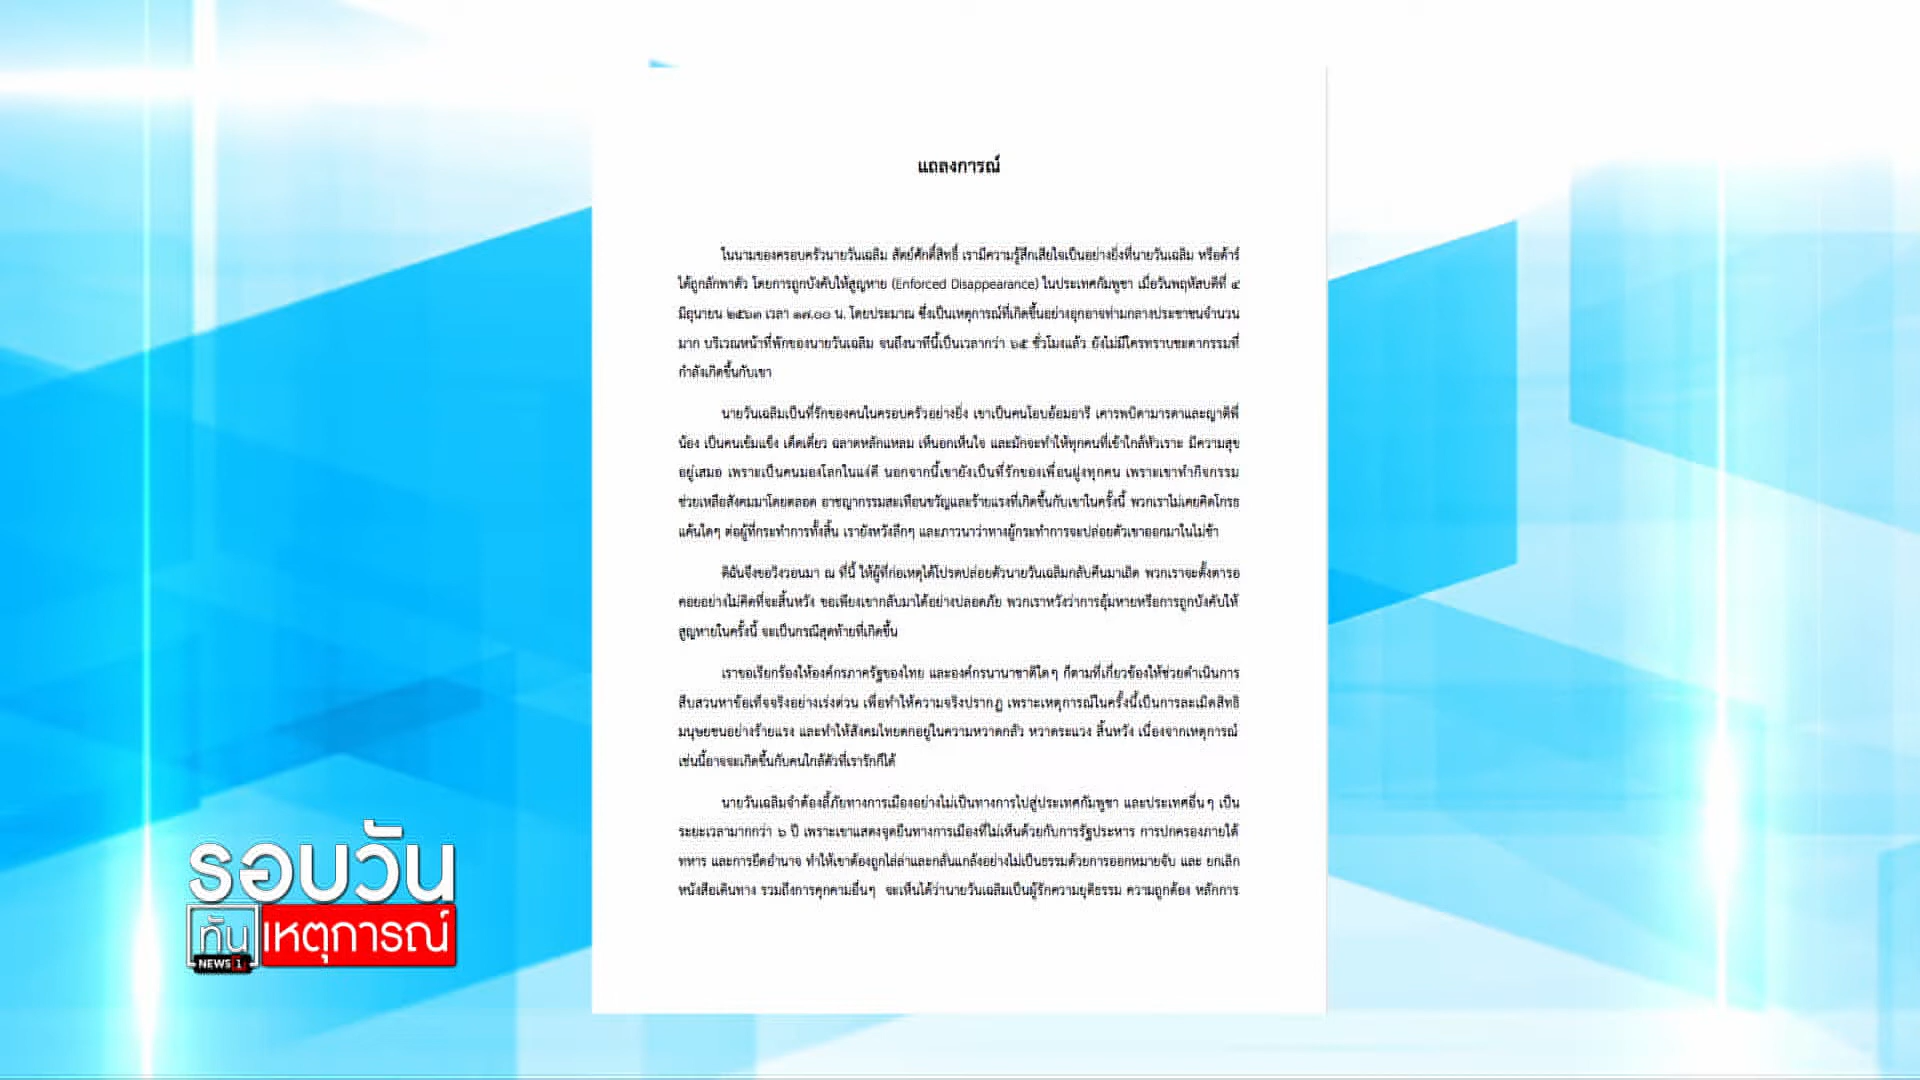 แถลงการณ์
ในนามของครอบครัวนายวันเฉลิม สัตย์ศักดิ์สิทธิ์ เรามีความรู้สึกเสียใจเป็นอย่างยิ่งที่นายวันเฉลิม หรือต้าร์
ได้ถูกลักพาตัว โดยการถูกบังคับให้สูญหาย (Enforced Disappearance) ในประเทศกัมพูชา เมื่อวันพฤหัสบดีที่ ๔
มิถุนายน ๒๕๖๓ เวลา ๑๗.๐๐ น. โดยประมาณ ซึ่งเป็นเหตุการณ์ที่เกิดขึ้นอย่างอุกอาจท่ามกลางประชาชนจำนวน
มาก บริเวณหน้าที่พักของนายวันเฉลิม จนถึงนาทีนี้เป็นเวลากว่า ๖๕ ชั่วโมงแล้ว ยังไม่มีใครทราบชะตากรรมที่
กำลังเกิดขึ้นกับเขา
นายวันเฉลิมเป็นที่รักของคนในครอบครัวอย่างยิ่ง เขาเป็นคนโอบอ้อมอารี เคารพบิดามารดาและญาติพี่
น้อง เป็นคนเข้มแข็ง เด็ดเดี่ยว ฉลาดหลักแหลม เห็นอกเห็นใจ และมักจะทำให้ทุกคนที่เข้าใกล้หัวเราะ มีความสุข
อยู่เสมอ เพราะเป็นคนมองโลกในแง่ดี นอกจากนี้เขายังเป็นที่รักของเพื่อนฝูงทุกคน เพราะเขาทำกิจกรรม
ช่วยเหลือสังคมมาโดยตลอด อาชญากรรมสะเทือนขวัญและร้ายแรงที่เกิดขึ้นกับเขาในครั้งนี้ พวกเราไม่เคยคิดโกรธ
แค้นใดๆ ต่อผู้ที่กระทำการทั้งสิ้น เรายังหวังลึกๆ และภาวนาว่าทางผู้กระทำการจะปล่อยตัวเขาออกมาในไม่ช้า
ดิฉันจึงขอวิงวอนมา ณ ที่นี้ ให้ผู้ที่ก่อเหตุได้โปรดปล่อยตัวนายวันเฉลิมกลับคืนมาเถิด พวกเราจะตั้งตารอ
คอยอย่างไม่คิดที่จะสิ้นหวัง ขอเพียงเขากลับมาได้อย่างปลอดภัย พวกเราหวังว่าการอุ้มหายหรือการถูกบังคับให้
สูญหายในครั้งนี้ จะเป็นกรณีสุดท้ายที่เกิดขึ้น
เราขอเรียกร้องให้องค์กรภาครัฐของไทย และองค์กรนานาชาติใดๆ ก็ตามที่เกี่ยวข้องให้ช่วยดำเนินการ
สืบสวนหาข้อเท็จจริงอย่างเร่งด่วน เพื่อทำให้ความจริงปรากฏ เพราะเหตุการณ์ในครั้งนี้เป็นการละเมิดสิทธิ
มนุษยชนอย่างร้ายแรง และทำให้สังคมไทยตกอยู่ในความหวาดกลัว หวาดระแวง สิ้นหวัง เนื่องจากเหตุการณ์
เช่นนี้อาจจะเกิดขึ้นกับคนใกล้ตัวที่เรารักก็ได้
นายวันเฉลิมจำต้องลี้ภัยทางการเมืองอย่างไม่เป็นทางการไปสู่ประเทศกัมพูชา และประเทศอื่นๆ เป็น
ระยะเวลามากกว่า ๖ ปี เพราะเขาแสดงจุดยืนทางการเมืองที่ไม่เห็นด้วยกับการรัฐประหาร การปกครองภายใต้
ทหาร และการยึดอำนาจ ทำให้เขาต้องถูกไล่ล่าและกลั่นแกล้งอย่างไม่เป็นธรรมด้วยการออกหมายจับ และ ยกเลิก
หนังสือเดินทาง รวมถึงการคุกคามอื่นๆ จะเห็นได้ว่านายวันเฉลิมเป็นผู้รักความยุติธรรม ความถูกต้อง หลักการ
รอบวัน
ทันเหตุการณ์
NEWS 1